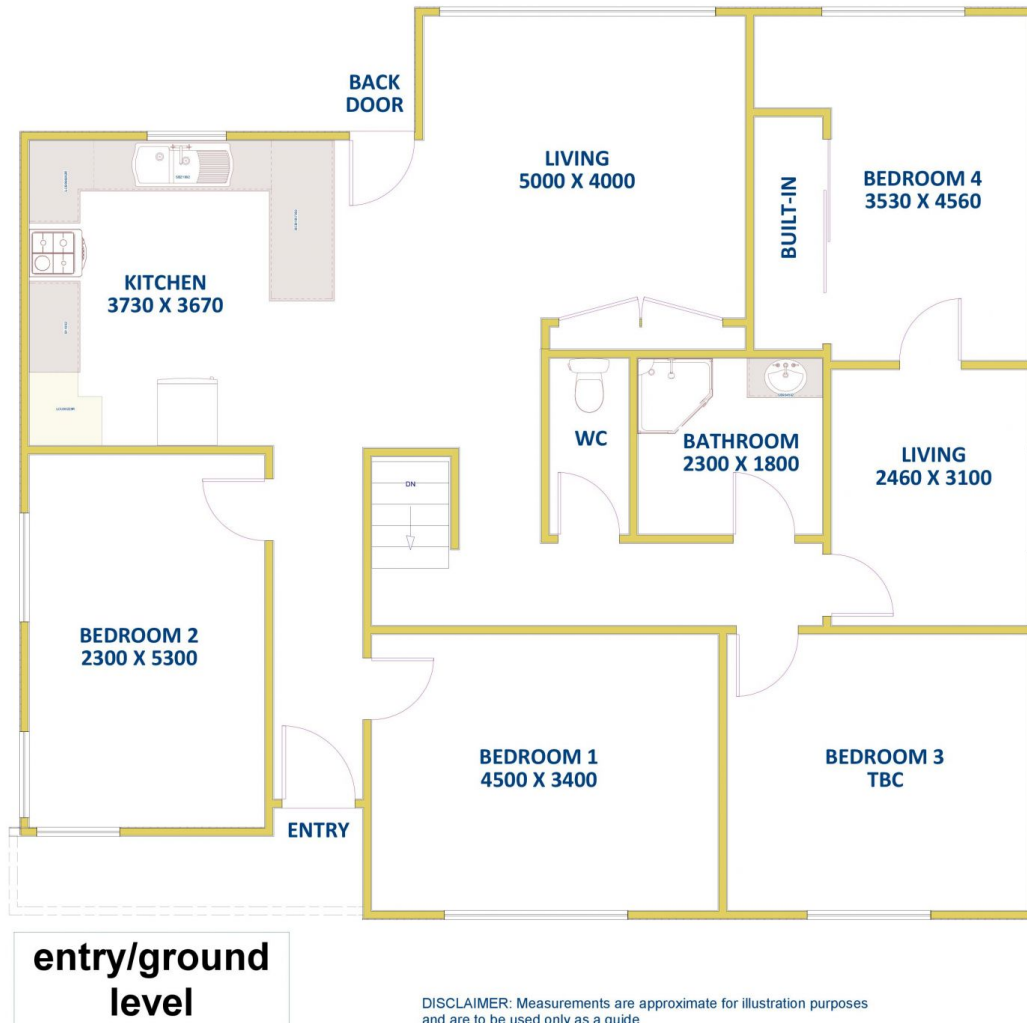 BACK
DOOR
LIVING
5000 X 4000
BEDROOM 4
3530 X 4560
BUILT-IN
KITCHEN
3730 X 3670
WC
BATHROOM
2300 X 1800
LIVING
2460 X 3100
DN
BEDROOM 2
2300 X 5300
BEDROOM 1
4500 X 3400
BEDROOM 3
TBC
ENTRY
entry/ground
level
DISCLAIMER: Measurements are approximate for illustration purposes
and are to be used only as a guide